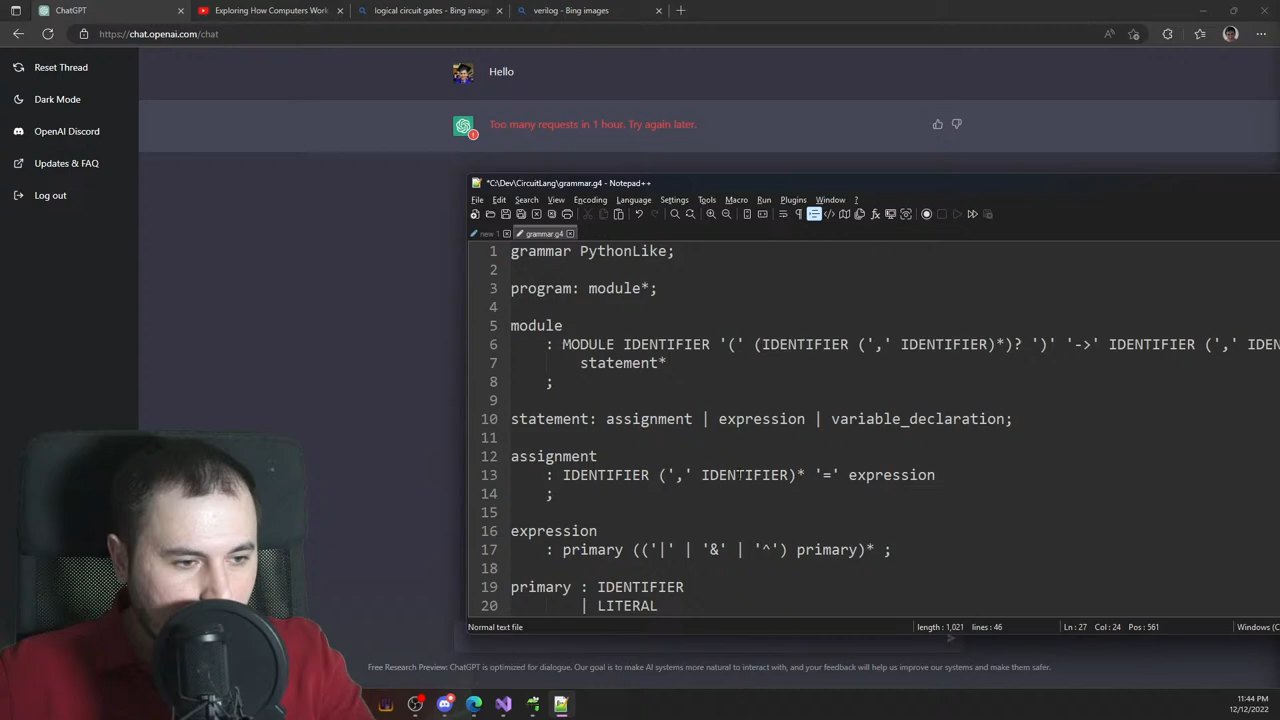 ChatGPT
Exploring How Computers Work
logical circuit gates - Bing image
verilog - Bing images
https://chat.openai.com/chat
Reset Thread
Dark Mode
OpenAI Discord
Updates & FAQ
Log out
Hello
Too many requests in 1 hour. Try again later.
*C:\Dev\CircuitLang\grammar.g4 - Notepad++
File Edit Search View Encoding Language Settings Tools Macro Run Plugins Window ?
new 1 grammar.g4
1 grammar PythonLike;
2
3 program: module*;
4
5 module
6 : MODULE IDENTIFIER '(' (IDENTIFIER (',' IDENTIFIER)*)? ')' '->' IDENTIFIER (',' IDEN
7 statement*
8 ;
9
10 statement: assignment | expression | variable_declaration;
11
12 assignment
13 : IDENTIFIER (',' IDENTIFIER)* '=' expression
14 ;
15
16 expression
17 : primary (('|' | '&' | '^') primary)* ;
18
19 primary : IDENTIFIER
20 | LITERAL
Normal text file length : 1,021 lines : 46 Ln : 27 Col : 24 Pos : 561 Windows (C
Free Research Preview: ChatGPT is optimized for dialogue. Our goal is to make AI systems more natural to interact with, and your feedback will help us improve our systems and make them safer.
11:44 PM
12/12/2022